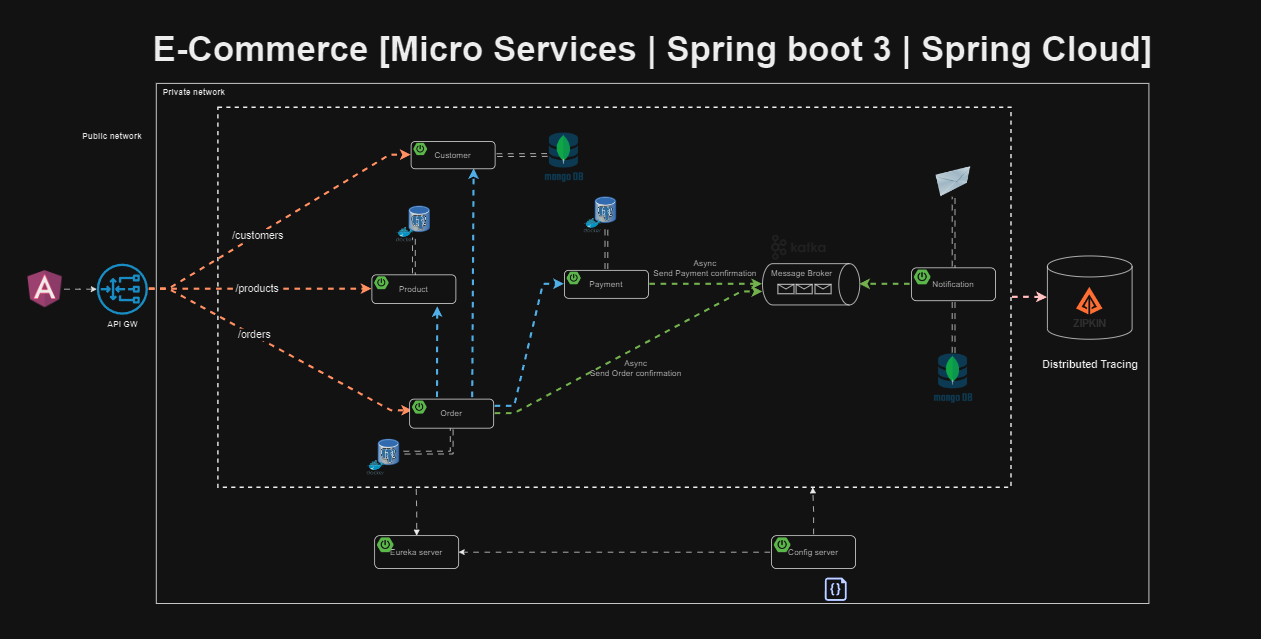 E-Commerce [Micro Services | Spring boot 3 | Spring Cloud]
Private network
Public network
Customer
mongo DB
/customers
kafka
Async
Send Payment confirmation
Message Broker
/products
Product
Payment
Notification
A
API GW
ZIPKIN
/orders
Async
Send Order confirmation
Distributed Tracing
mongo DB
Order
Eureka server
Config server
{}